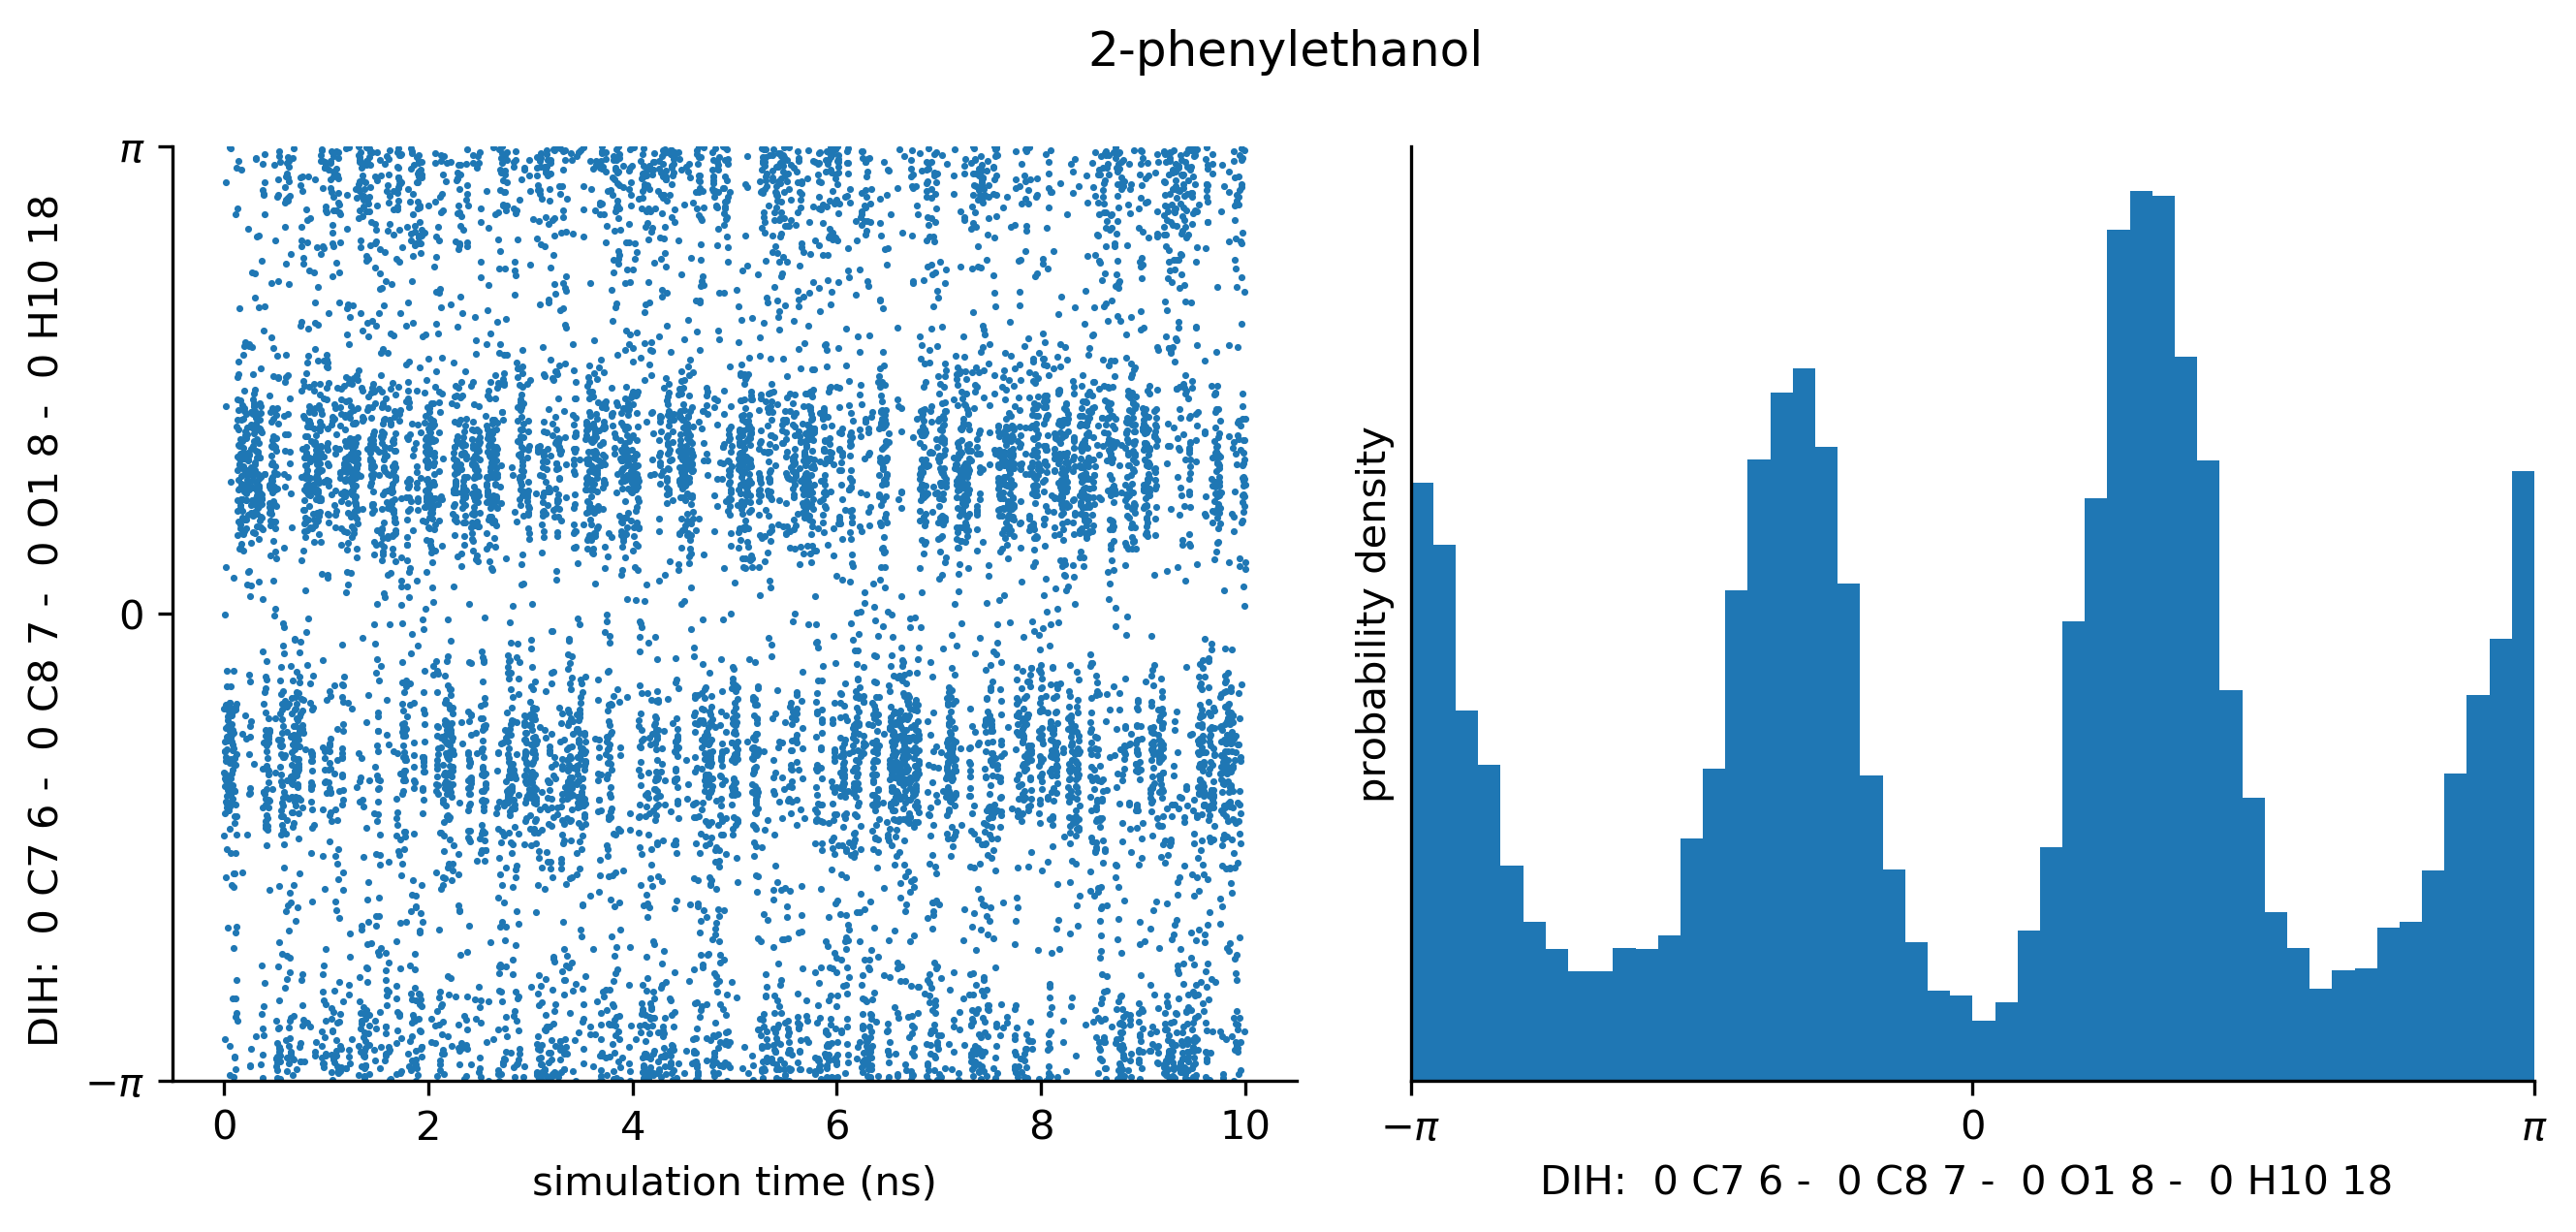 2-phenylethanol
DIH:  0 C7 6 -  0 C8 7 -  0 O1 8 -  0 H10 18
π
0
−π
0 2 4 6 8 10
simulation time (ns)
probability density
−π 0 π
DIH:  0 C7 6 -  0 C8 7 -  0 O1 8 -  0 H10 18